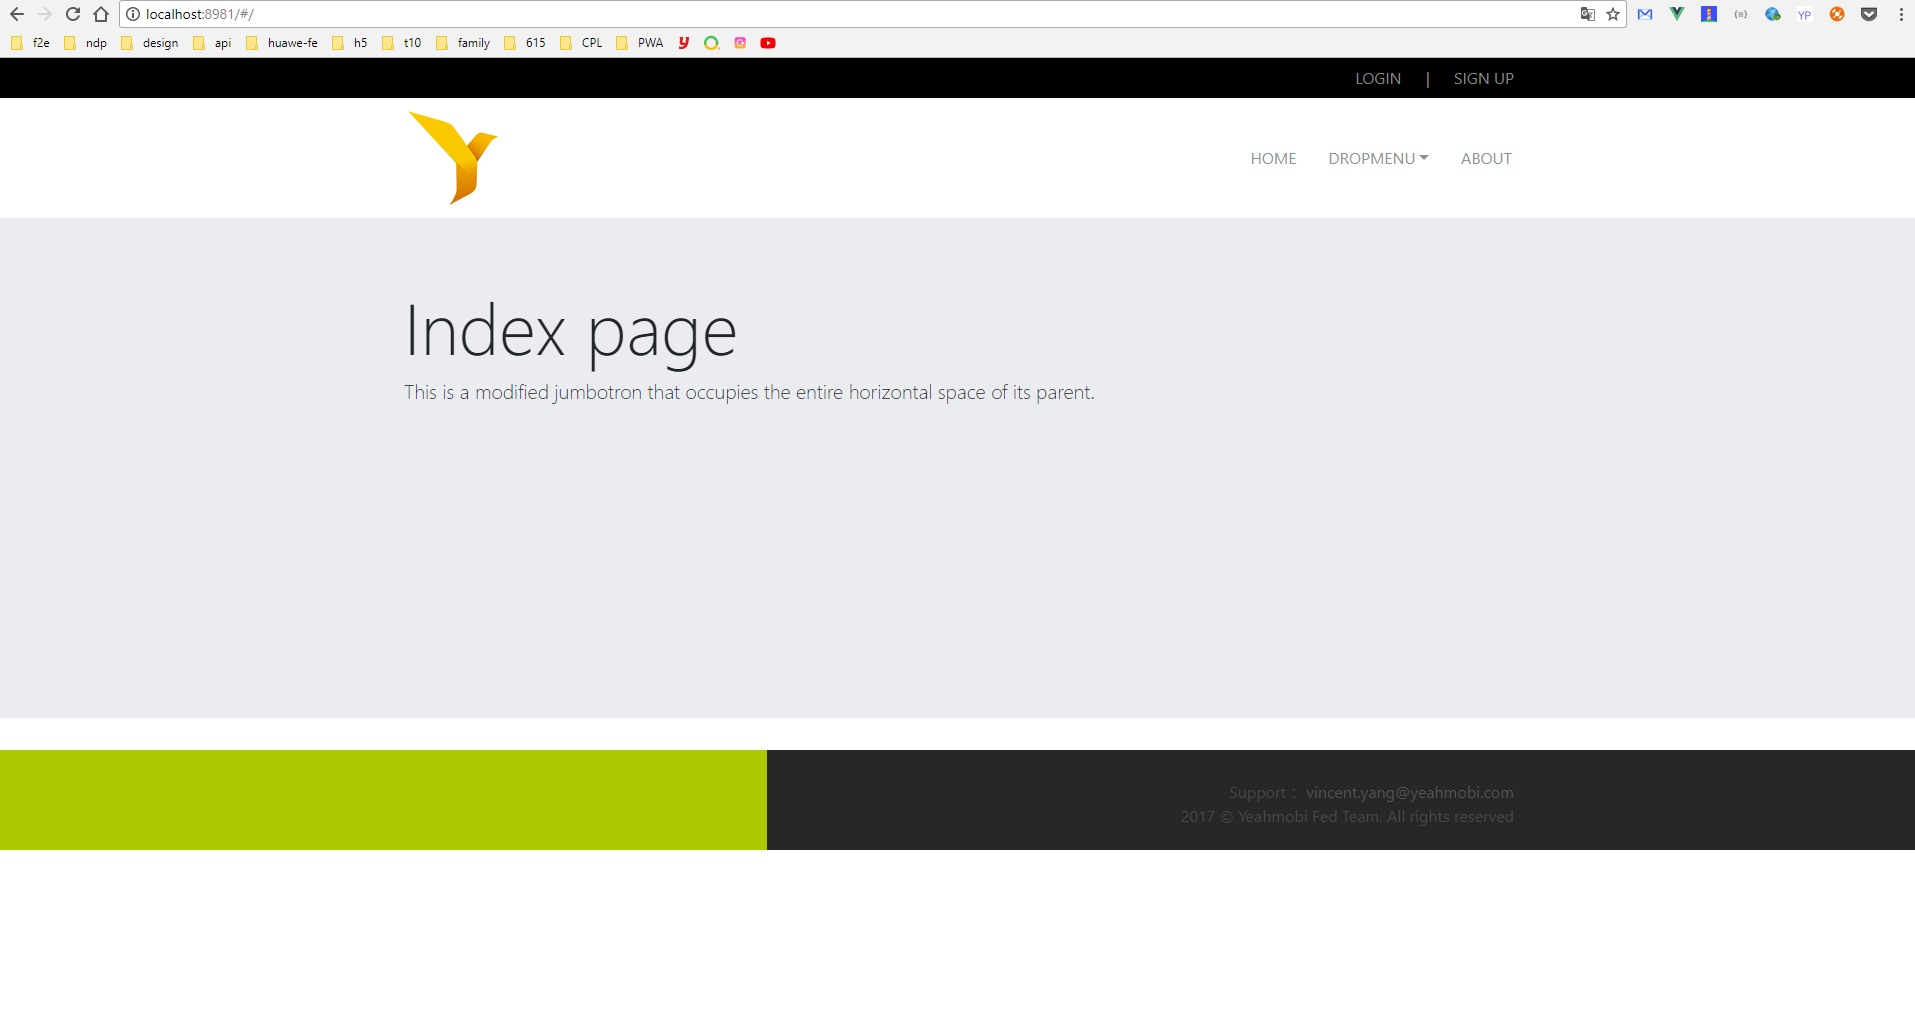 localhost:8981/#/
f2e ndp design api huawe-fe h5 t10 family 615 CPL PWA
LOGIN | SIGN UP
HOME DROPMENU ABOUT
Index page
This is a modified jumbotron that occupies the entire horizontal space of its parent.
Support： vincent.yang@yeahmobi.com
2017 © Yeahmobi Fed Team. All rights reserved